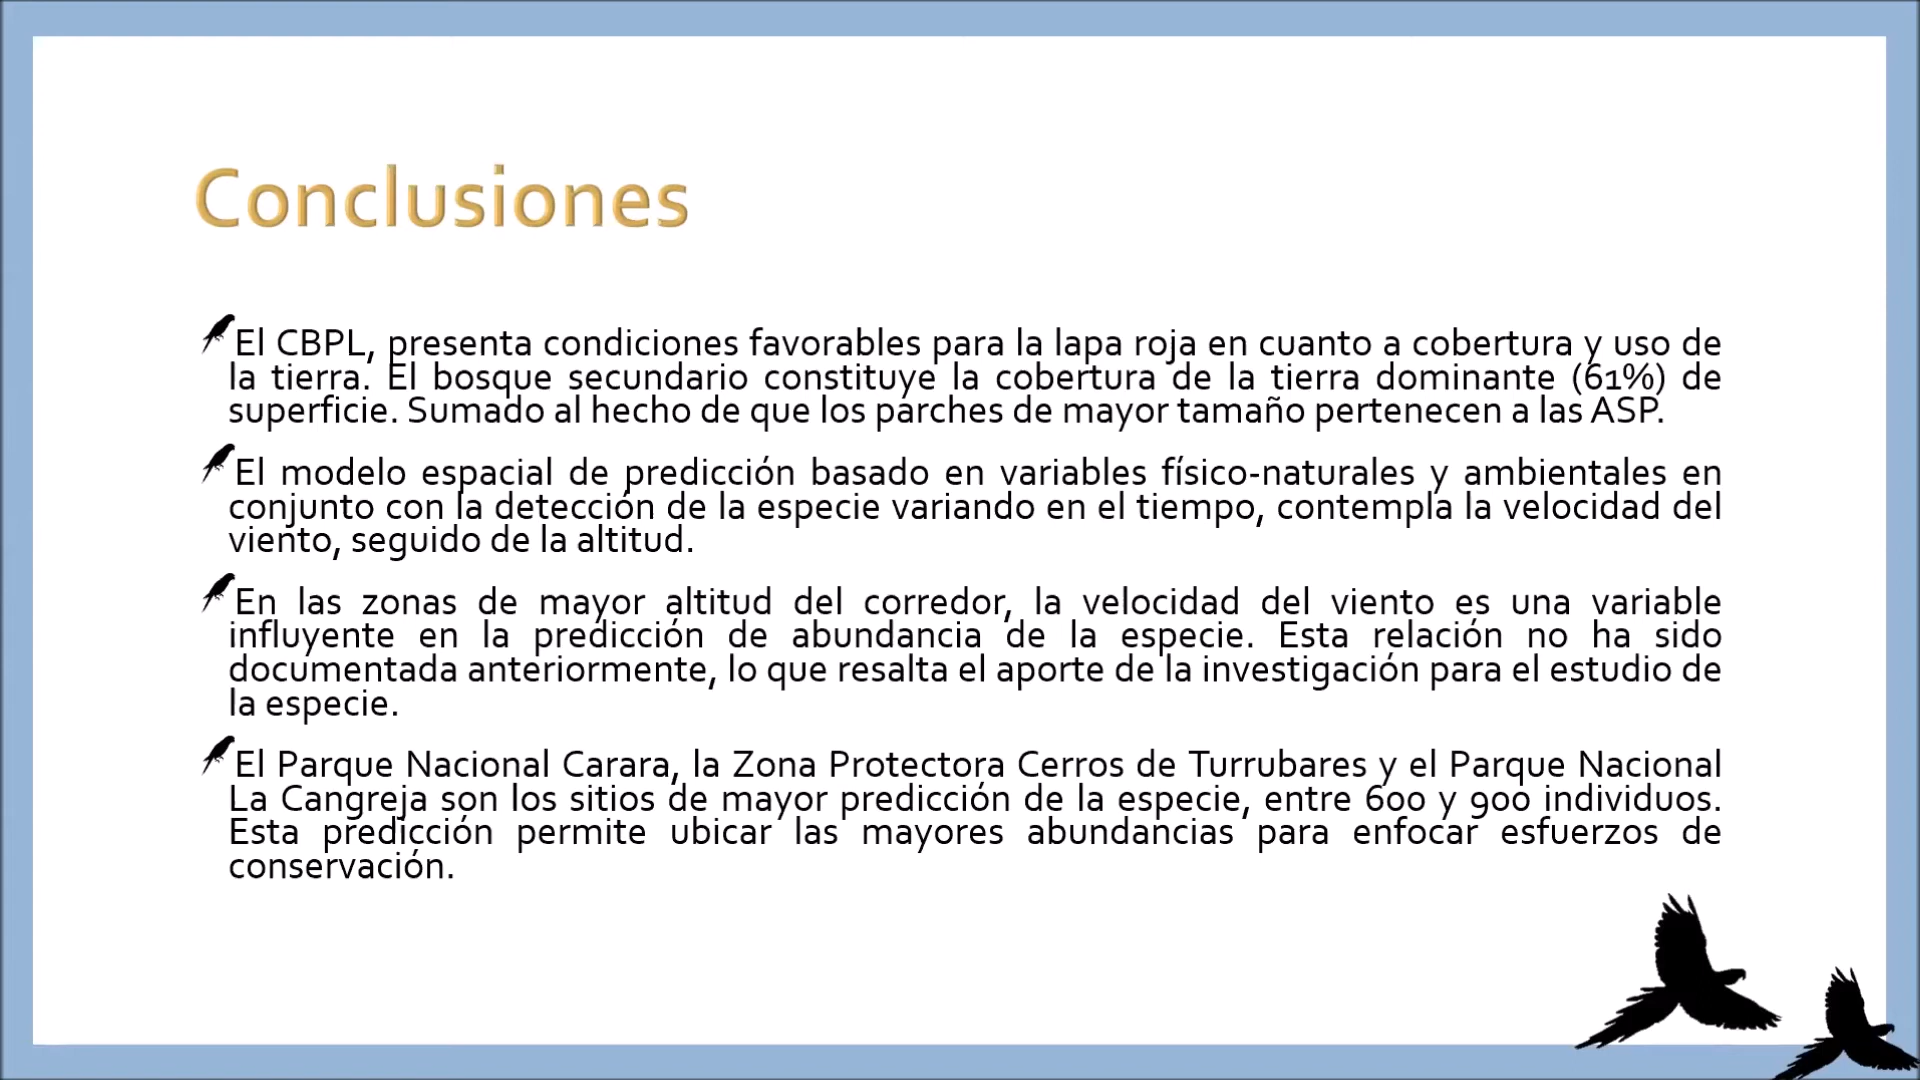 Conclusiones
El CBPL, presenta condiciones favorables para la lapa roja en cuanto a cobertura y uso de
la tierra. El bosque secundario constituye la cobertura de la tierra dominante (61%) de
superficie. Sumado al hecho de que los parches de mayor tamaño pertenecen a las ASP.
El modelo espacial de predicción basado en variables físico-naturales y ambientales en
conjunto con la detección de la especie variando en el tiempo, contempla la velocidad del
viento, seguido de la altitud.
En las zonas de mayor altitud del corredor, la velocidad del viento es una variable
influyente en la predicción de abundancia de la especie. Esta relación no ha sido
documentada anteriormente, lo que resalta el aporte de la investigación para el estudio de
la especie.
El Parque Nacional Carara, la Zona Protectora Cerros de Turrubares y el Parque Nacional
La Cangreja son los sitios de mayor predicción de la especie, entre 600 y 900 individuos.
Esta predicción permite ubicar las mayores abundancias para enfocar esfuerzos de
conservación.